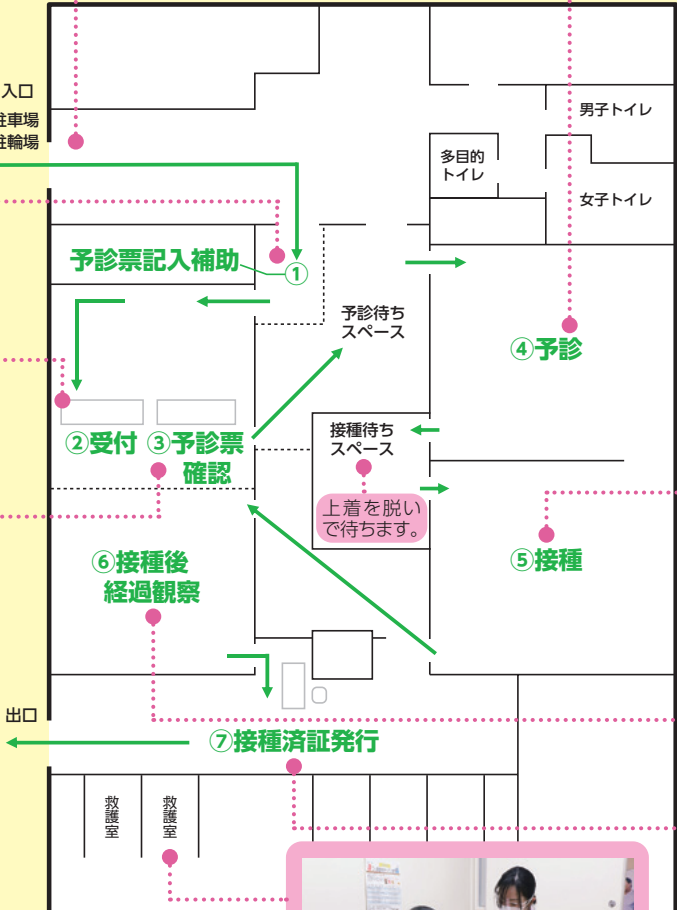 入口
駐車場
駐輪場
男子トイレ
多目的
トイレ
女子トイレ
予診票記入補助
①
予診待ち
スペース
④予診
②受付
③予診票
確認
接種待ち
スペース
上着を脱い
で待ちます。
⑤接種
⑥接種後
経過観察
出口
⑦接種済証発行
救護室
救護室